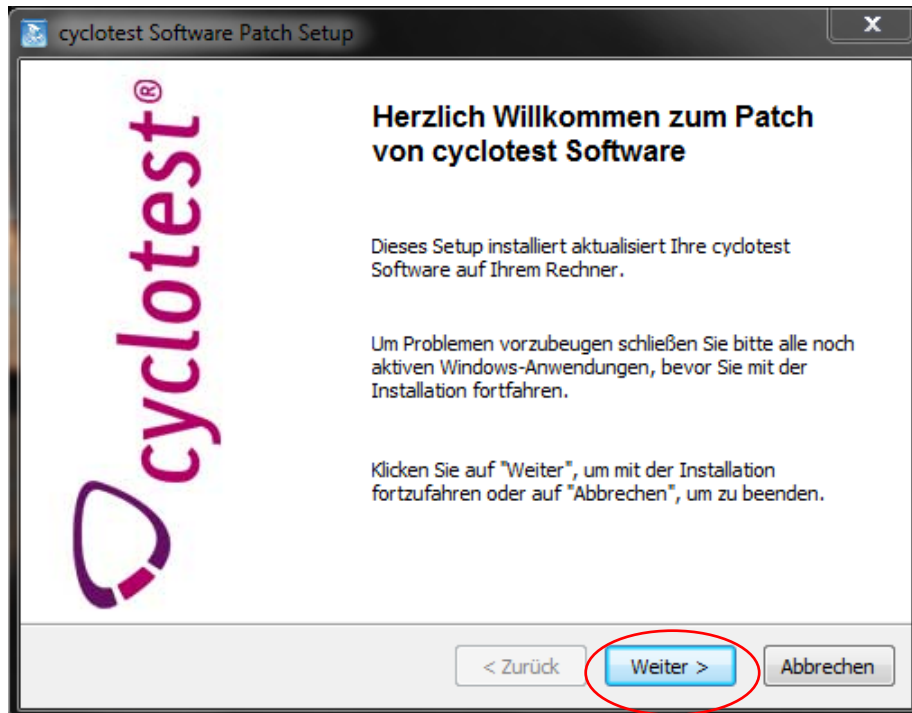 cyclotest Software Patch Setup
X
cyclotest®
Herzlich Willkommen zum Patch
von cyclotest Software
Dieses Setup installiert aktualisiert Ihre cyclotest
Software auf Ihrem Rechner.
Um Problemen vorzubeugen schließen Sie bitte alle noch
aktiven Windows-Anwendungen, bevor Sie mit der
Installation fortfahren.
Klicken Sie auf "Weiter", um mit der Installation
fortzufahren oder auf "Abbrechen", um zu beenden.
< Zurück
Weiter >
Abbrechen